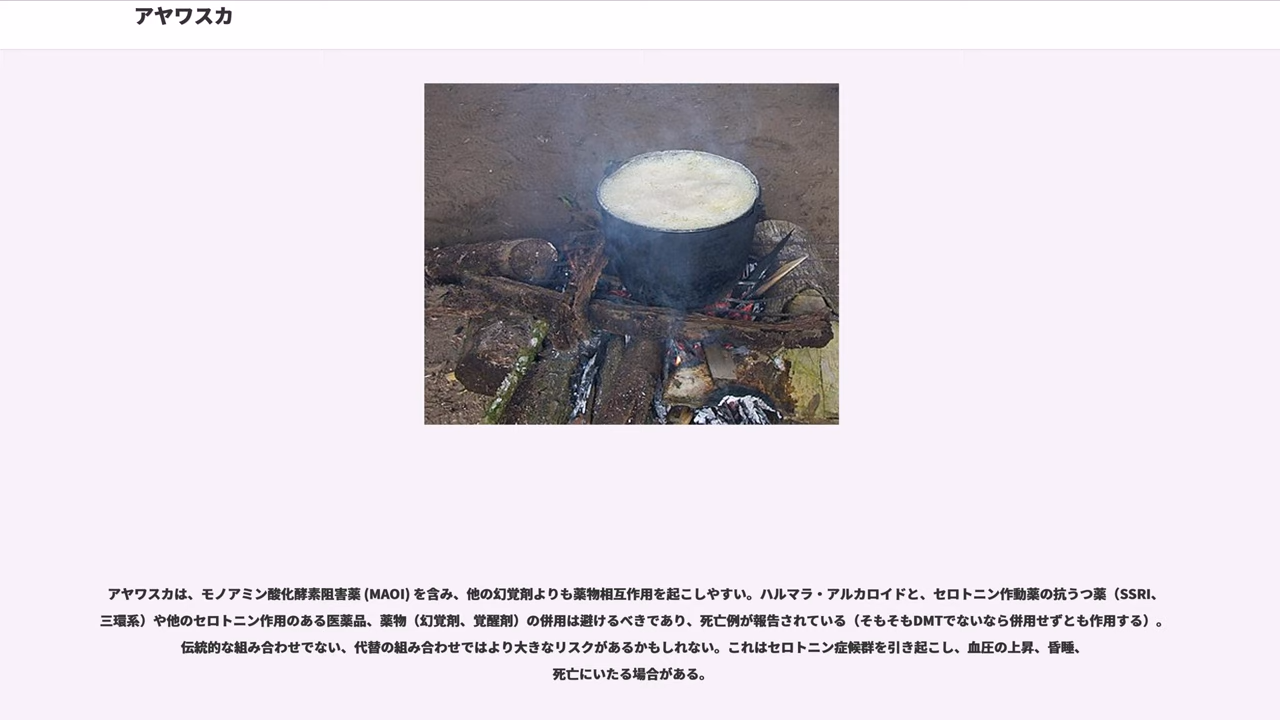 アヤワスカ
アヤワスカは、モノアミン酸化酵素阻害薬 (MAOI) を含み、他の幻覚剤よりも薬物相互作用を起こしやすい。ハルマラ・アルカロイドと、セロトニン作動薬の抗うつ薬（SSRI、
三環系）や他のセロトニン作用のある医薬品、薬物（幻覚剤、覚醒剤）の併用は避けるべきであり、死亡例が報告されている（そもそもDMTでないなら併用せずとも作用する）。
伝統的な組み合わせでない、代替の組み合わせではより大きなリスクがあるかもしれない。これはセロトニン症候群を引き起こし、血圧の上昇、昏睡、
死亡にいたる場合がある。